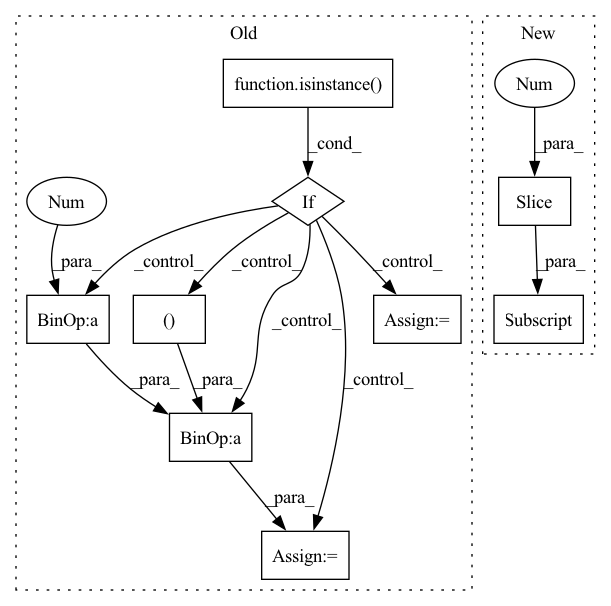 Old
New
function.isinstance()
Num
_cond_
_para_
Num
If
Slice
_para_
_control_
_control_
_control_
_para_
BinOp:a
()
_control_
Assign:=
Subscript
_control_
_para_
_para_
BinOp:a
_para_
Assign:=